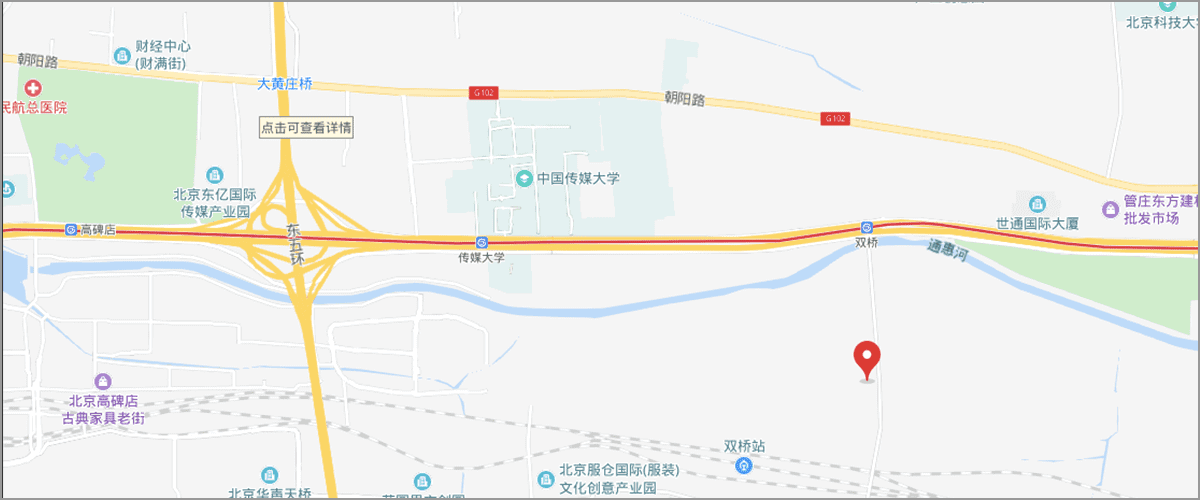 北京科技大
财经中心
(财满街)
朝阳路
大黄庄桥
G102
朝阳路
G102
民航总医院
点击可查看详情
中国传媒大学
北京东亿国际
传媒产业园
管庄东方建材
批发市场
世通国际大厦
高碑店
东五环
传媒大学
双桥
通惠河
北京高碑店
古典家具老街
双桥站
北京服仓国际(服装)
文化创意产业园
北京华声天桥